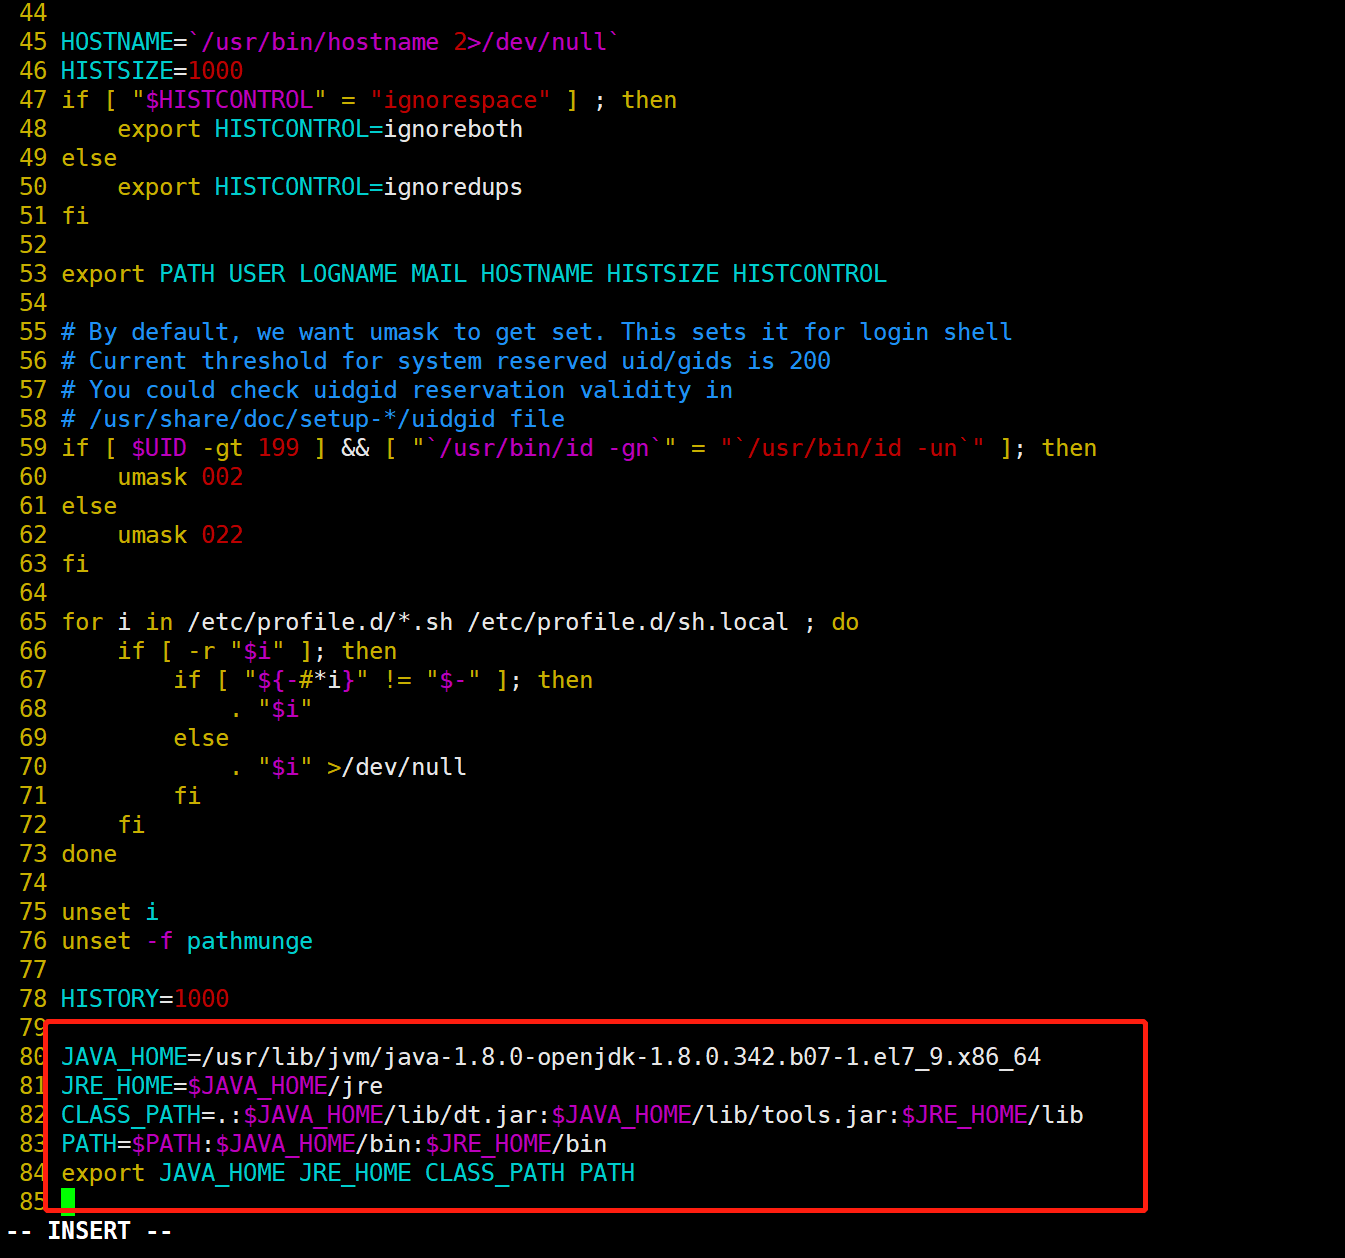 44
45 HOSTNAME=`/usr/bin/hostname 2>/dev/null`
46 HISTSIZE=1000
47 if [ "$HISTCONTROL" = "ignorespace" ] ; then
48     export HISTCONTROL=ignoreboth
49 else
50     export HISTCONTROL=ignoredups
51 fi
52
53 export PATH USER LOGNAME MAIL HOSTNAME HISTSIZE HISTCONTROL
54
55 # By default, we want umask to get set. This sets it for login shell
56 # Current threshold for system reserved uid/gids is 200
57 # You could check uidgid reservation validity in
58 # /usr/share/doc/setup-*/uidgid file
59 if [ $UID -gt 199 ] && [ "`/usr/bin/id -gn`" = "`/usr/bin/id -un`" ]; then
60     umask 002
61 else
62     umask 022
63 fi
64
65 for i in /etc/profile.d/*.sh /etc/profile.d/sh.local ; do
66     if [ -r "$i" ]; then
67         if [ "${-#*i}" != "$-" ]; then
68             . "$i"
69         else
70             . "$i" >/dev/null
71         fi
72     fi
73 done
74
75 unset i
76 unset -f pathmunge
77
78 HISTORY=1000
79
80 JAVA_HOME=/usr/lib/jvm/java-1.8.0-openjdk-1.8.0.342.b07-1.el7_9.x86_64
81 JRE_HOME=$JAVA_HOME/jre
82 CLASS_PATH=.:$JAVA_HOME/lib/dt.jar:$JAVA_HOME/lib/tools.jar:$JRE_HOME/lib
83 PATH=$PATH:$JAVA_HOME/bin:$JRE_HOME/bin
84 export JAVA_HOME JRE_HOME CLASS_PATH PATH
85
-- INSERT --